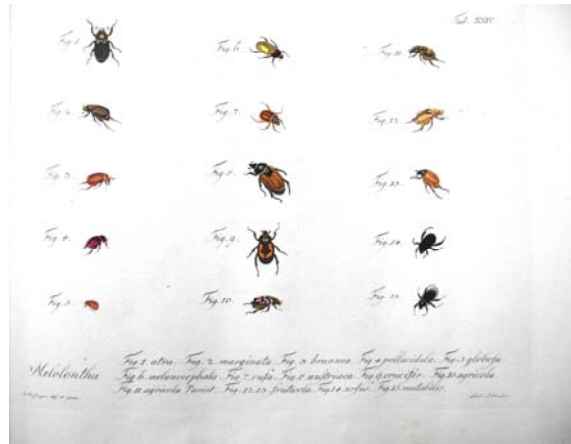 Tab. XXIV.
Fig. 1.
Fig. 6.
Fig. 11.
Fig. 2.
Fig. 7.
Fig. 12.
Fig. 3.
Fig. 8.
Fig. 13.
Fig. 4.
Fig. 9.
Fig. 14.
Fig. 5.
Fig. 10.
Fig. 15.
Melolontha
Fig. 1 atra. Fig. 2 marginata. Fig. 3 brunnea. Fig. 4 pellucidula. Fig. 5 globosa
Fig. 6. melanocephala. Fig. 7. rufa. Fig. 8 austriaca. Fig. 9 crucifer. Fig. 10 agricola
Fig. 11 agricola Variet. Fig. 12. 13. fruticola. Fig. 14. Fig. 15. mutabilis.